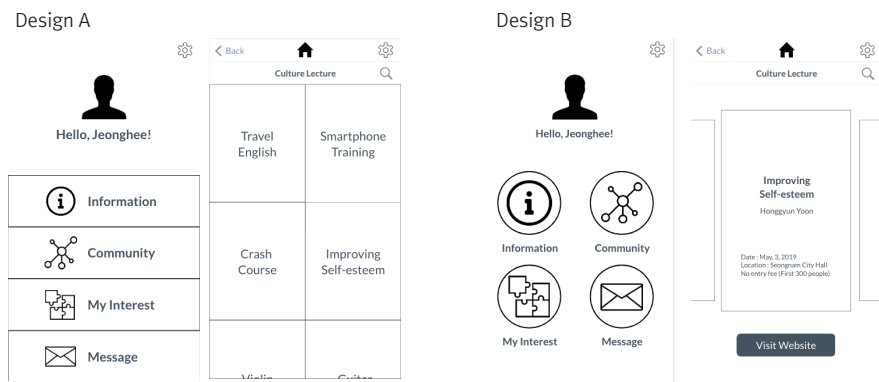 Design A
Hello, Jeonghee!
Information
Community
My Interest
Message
Back
Culture Lecture
Travel
English
Smartphone
Training
Crash
Course
Improving
Self-esteem
Violin
Guitar
Design B
Hello, Jeonghee!
Information
Community
My Interest
Message
Back
Culture Lecture
Improving
Self-esteem
Honggyun Yoon
Date : May, 3, 2019
Location : Seongnam City Hall
No entry fee (First 300 people)
Visit Website